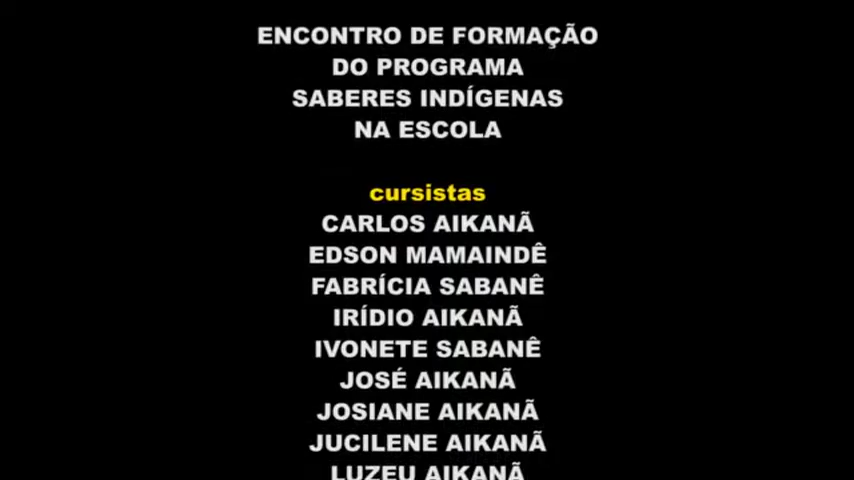 ENCONTRO DE FORMAÇÃO
DO PROGRAMA
SABERES INDÍGENAS
NA ESCOLA
cursistas
CARLOS AIKANÃ
EDSON MAMAINDÊ
FABRÍCIA SABANÊ
IRÍDIO AIKANÃ
IVONETE SABANÊ
JOSÉ AIKANÃ
JOSIANE AIKANÃ
JUCILENE AIKANÃ
LUZEU AIKANÃ